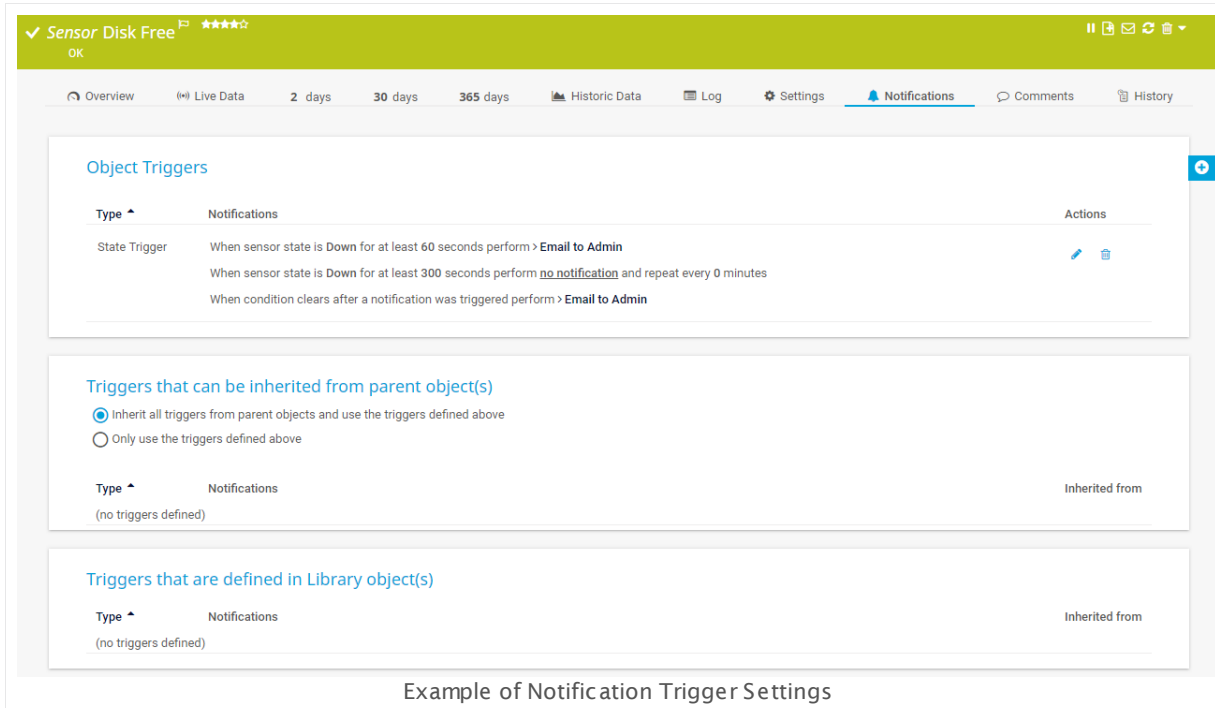 Sensor Disk Free
OK
Overview Live Data 2 days 30 days 365 days Historic Data Log Settings Notifications Comments History
Object Triggers
Type Notifications Actions
State Trigger When sensor state is Down for at least 60 seconds perform > Email to Admin
When sensor state is Down for at least 300 seconds perform no notification and repeat every 0 minutes
When condition clears after a notification was triggered perform > Email to Admin
Triggers that can be inherited from parent object(s)
Inherit all triggers from parent objects and use the triggers defined above
Only use the triggers defined above
Type Notifications Inherited from
(no triggers defined)
Triggers that are defined in Library object(s)
Type Notifications Inherited from
(no triggers defined)
Example of Notification Trigger Settings